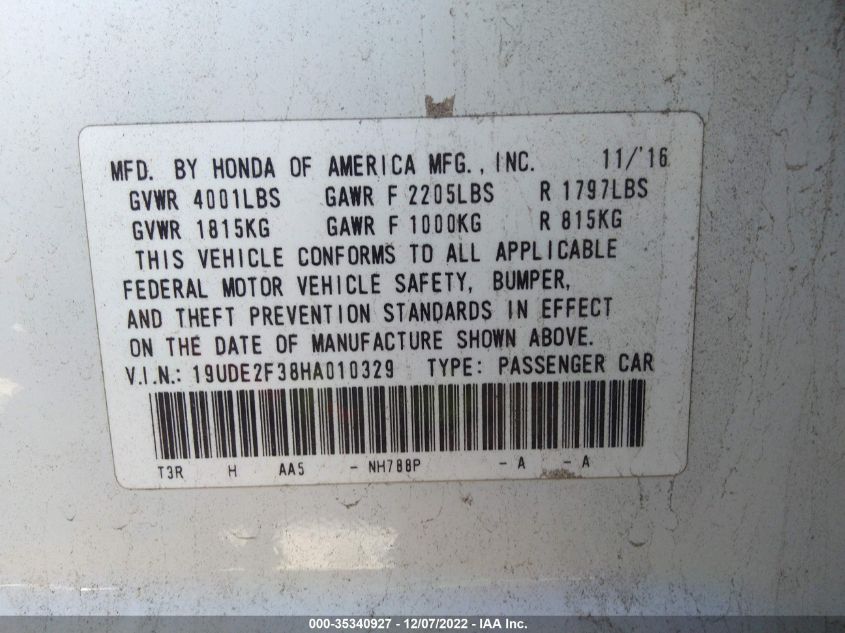 MFD. BY HONDA OF AMERICA MFG., INC. 11/'16
GVWR 4001LBS GAWR F 2205LBS R 1797LBS
GVWR 1815KG GAWR F 1000KG R 815KG
THIS VEHICLE CONFORMS TO ALL APPLICABLE
FEDERAL MOTOR VEHICLE SAFETY, BUMPER,
AND THEFT PREVENTION STANDARDS IN EFFECT
ON THE DATE OF MANUFACTURE SHOWN ABOVE.
V.I.N.: 19UDE2F38HA010329 TYPE: PASSENGER CAR
T3R H AA5 - NH788P - A - A
000-35340927 - 12/07/2022 - IAA Inc.